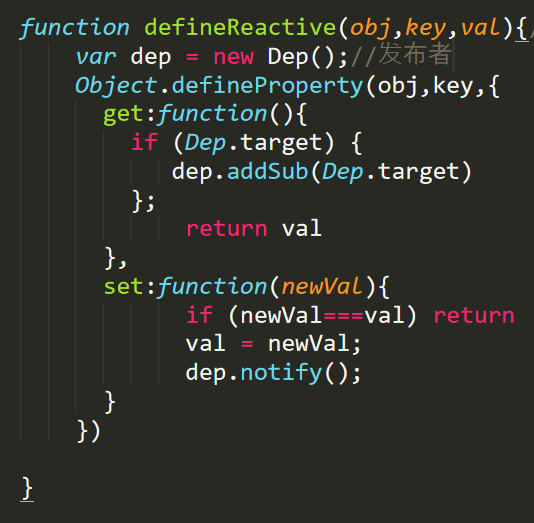 function defineReactive(obj,key,val){/
var dep = new Dep();//发布者
Object.defineProperty(obj,key,{
get:function(){
if (Dep.target) {
dep.addSub(Dep.target)
};
return val
},
set:function(newVal){
if (newVal===val) return
val = newVal;
dep.notify();
}
})
}